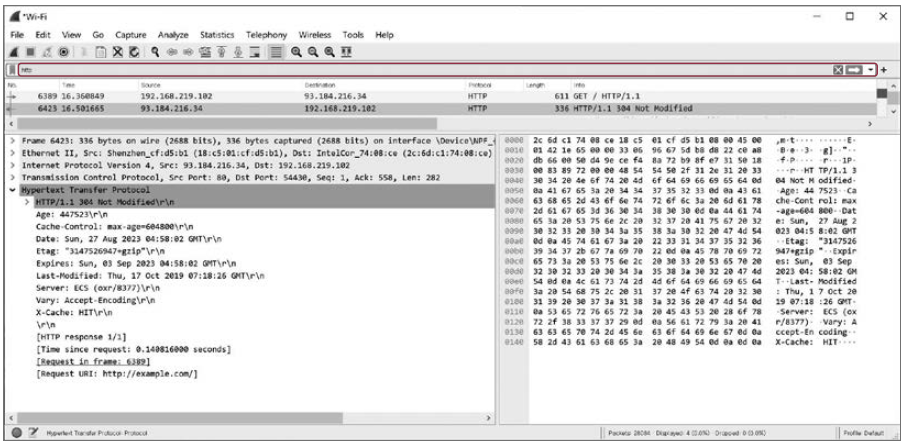 *Wi-Fi
File Edit View Go Capture Analyze Statistics Telephony Wireless Tools Help
http
No. Time Source Destination Protocol Length Info
6389 16.360849 192.168.219.102 93.184.216.34 HTTP 611 GET / HTTP/1.1
6423 16.501665 93.184.216.34 192.168.219.102 HTTP 336 HTTP/1.1 304 Not Modified
> Frame 6423: 336 bytes on wire (2688 bits), 336 bytes captured (2688 bits) on interface \Device\NPF_
> Ethernet II, Src: Shenzhen_cf:d5:b1 (18:c5:01:cf:d5:b1), Dst: IntelCor_74:08:ce (2c:6d:c1:74:08:ce)
> Internet Protocol Version 4, Src: 93.184.216.34, Dst: 192.168.219.102
> Transmission Control Protocol, Src Port: 80, Dst Port: 54430, Seq: 1, Ack: 558, Len: 282
Hypertext Transfer Protocol
> HTTP/1.1 304 Not Modified\r\n
Age: 447523\r\n
Cache-Control: max-age=604800\r\n
Date: Sun, 27 Aug 2023 04:58:02 GMT\r\n
Etag: "3147526947+gzip"\r\n
Expires: Sun, 03 Sep 2023 04:58:02 GMT\r\n
Last-Modified: Thu, 17 Oct 2019 07:18:26 GMT\r\n
Server: ECS (oxr/8377)\r\n
Vary: Accept-Encoding\r\n
X-Cache: HIT\r\n
\r\n
[HTTP response 1/1]
[Time since request: 0.140816000 seconds]
[Request in frame: 6389]
[Request URI: http://example.com/]
0000 2c 6d c1 74 08 ce 18 c5 01 cf d5 b1 08 00 45 00 ,m·t·········E·
0010 01 42 1e 65 00 00 33 06 96 67 5d b8 d8 22 c0 a8 ·B·e··3··g]··"··
0020 db 66 00 50 d4 9e ce f4 8a 72 b9 8f e7 31 50 18 ·f·P·····r···1P·
0030 00 83 89 72 00 00 48 54 54 50 2f 31 2e 31 20 33 ···r··HT TP/1.1 3
0040 30 34 20 4e 6f 74 20 4d 6f 64 69 66 69 65 64 0d 04 Not M odified·
0050 0a 41 67 65 3a 20 34 34 37 35 32 33 0d 0a 43 61 ·Age: 44 7523··Ca
0060 63 68 65 2d 43 6f 6e 74 72 6f 6c 3a 20 6d 61 78 che-Cont rol: max
0070 2d 61 67 65 3d 36 30 34 38 30 30 0d 0a 44 61 74 -age=604 800··Dat
0080 65 3a 20 53 75 6e 2c 20 32 37 20 41 75 67 20 32 e: Sun, 27 Aug 2
0090 30 32 33 20 30 34 3a 35 38 3a 30 32 20 47 4d 54 023 04:5 8:02 GMT
00a0 0d 0a 45 74 61 67 3a 20 22 33 31 34 37 35 32 36 ··Etag: "3147526
00b0 39 34 37 2b 67 7a 69 70 22 0d 0a 45 78 70 69 72 947+gzip "··Expir
00c0 65 73 3a 20 53 75 6e 2c 20 30 33 20 53 65 70 20 es: Sun, 03 Sep
00d0 32 30 32 33 20 30 34 3a 35 38 3a 30 32 20 47 4d 2023 04: 58:02 GM
00e0 54 0d 0a 4c 61 73 74 2d 4d 6f 64 69 66 69 65 64 T··Last- Modified
00f0 3a 20 54 68 75 2c 20 31 37 20 4f 63 74 20 32 30 : Thu, 1 7 Oct 20
0100 31 39 20 30 37 3a 31 38 3a 32 36 20 47 4d 54 0d 19 07:18 :26 GMT·
0110 0a 53 65 72 76 65 72 3a 20 45 43 53 20 28 6f 78 ·Server: ECS (ox
0120 72 2f 38 33 37 37 29 0d 0a 56 61 72 79 3a 20 41 r/8377)· ·Vary: A
0130 63 63 65 70 74 2d 45 6e 63 6f 64 69 6e 67 0d 0a ccept-En coding··
0140 58 2d 43 61 63 68 65 3a 20 48 49 54 0d 0a 0d 0a X-Cache: HIT····
Hypertext Transfer Protocol: Protocol
Packets: 28084 · Displayed: 4 (0.0%) · Dropped: 0 (0.0%)
Profile: Default